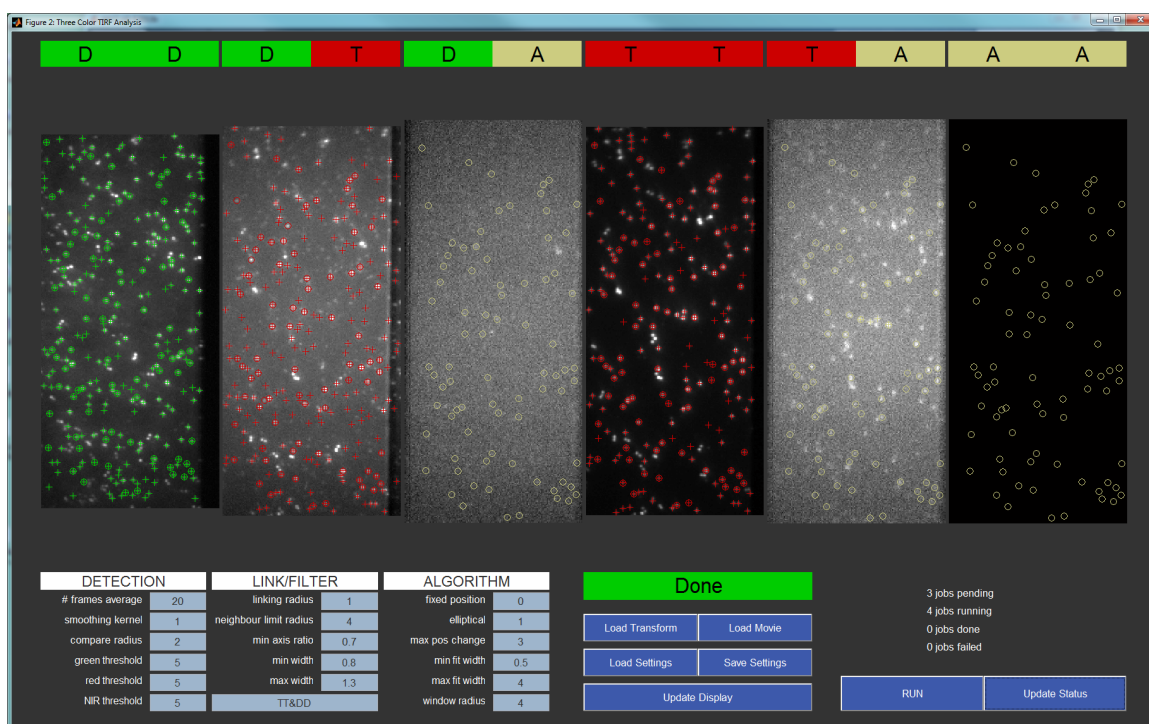 Figure 2: Three Color TIRF Analysis
D D D T D A T T T A A A
DETECTION LINK/FILTER ALGORITHM
# frames average 20 linking radius 1 fixed position 0
smoothing kernel 1 neighbour limit radius 4 elliptical 1
compare radius 2 min axis ratio 0.7 max pos change 3
green threshold 5 min width 0.8 min fit width 0.5
red threshold 5 max width 1.3 max fit width 4
NIR threshold 5 TT&DD window radius 4
Done
Load Transform Load Movie
Load Settings Save Settings
Update Display
3 jobs pending
4 jobs running
0 jobs done
0 jobs failed
RUN Update Status